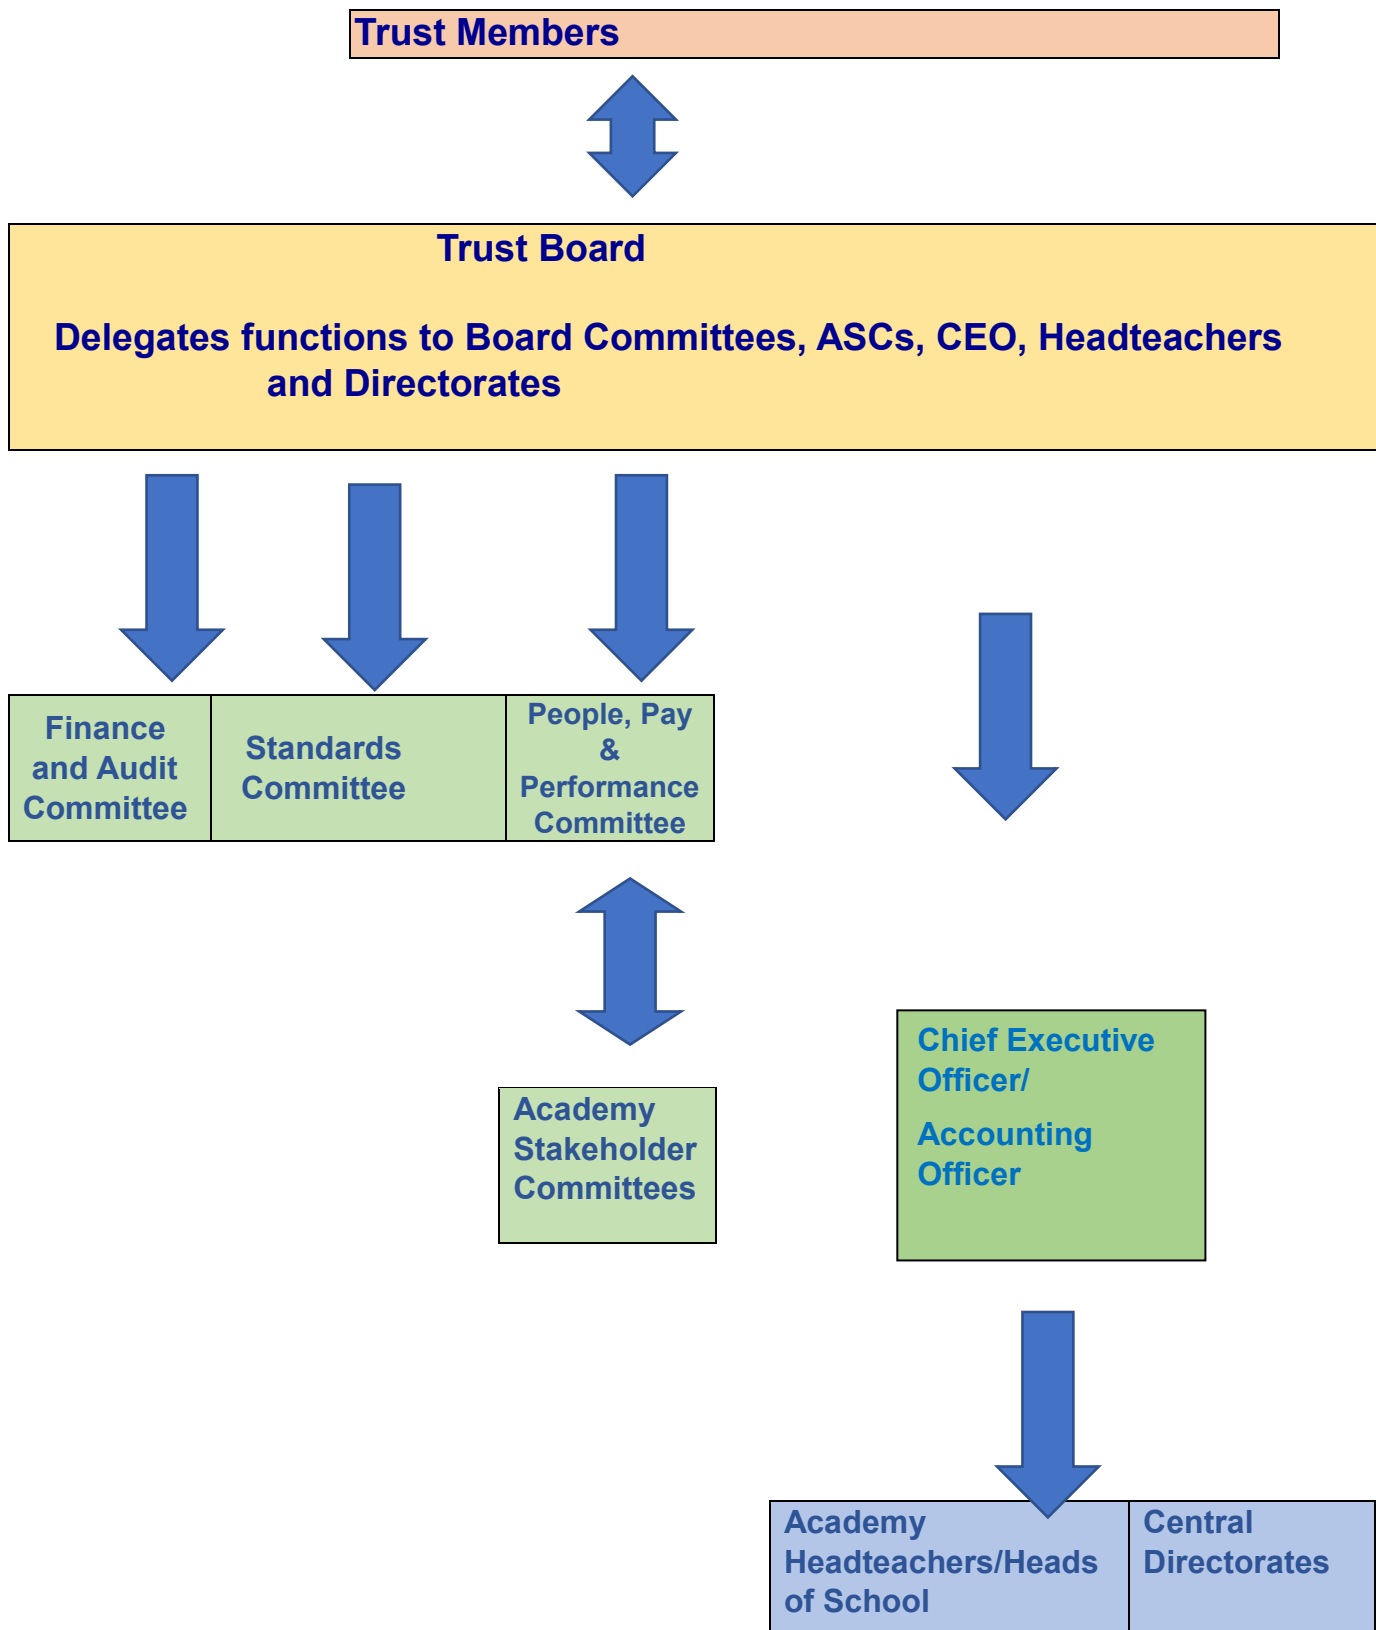 Trust Members
Trust Board
Delegates functions to Board Committees, ASCs, CEO, Headteachers
and Directorates
Finance
and Audit
Committee
Standards
Committee
People, Pay
&
Performance
Committee
Academy
Stakeholder
Committees
Chief Executive
Officer/
Accounting
Officer
Academy
Headteachers/Heads
of School
Central
Directorates